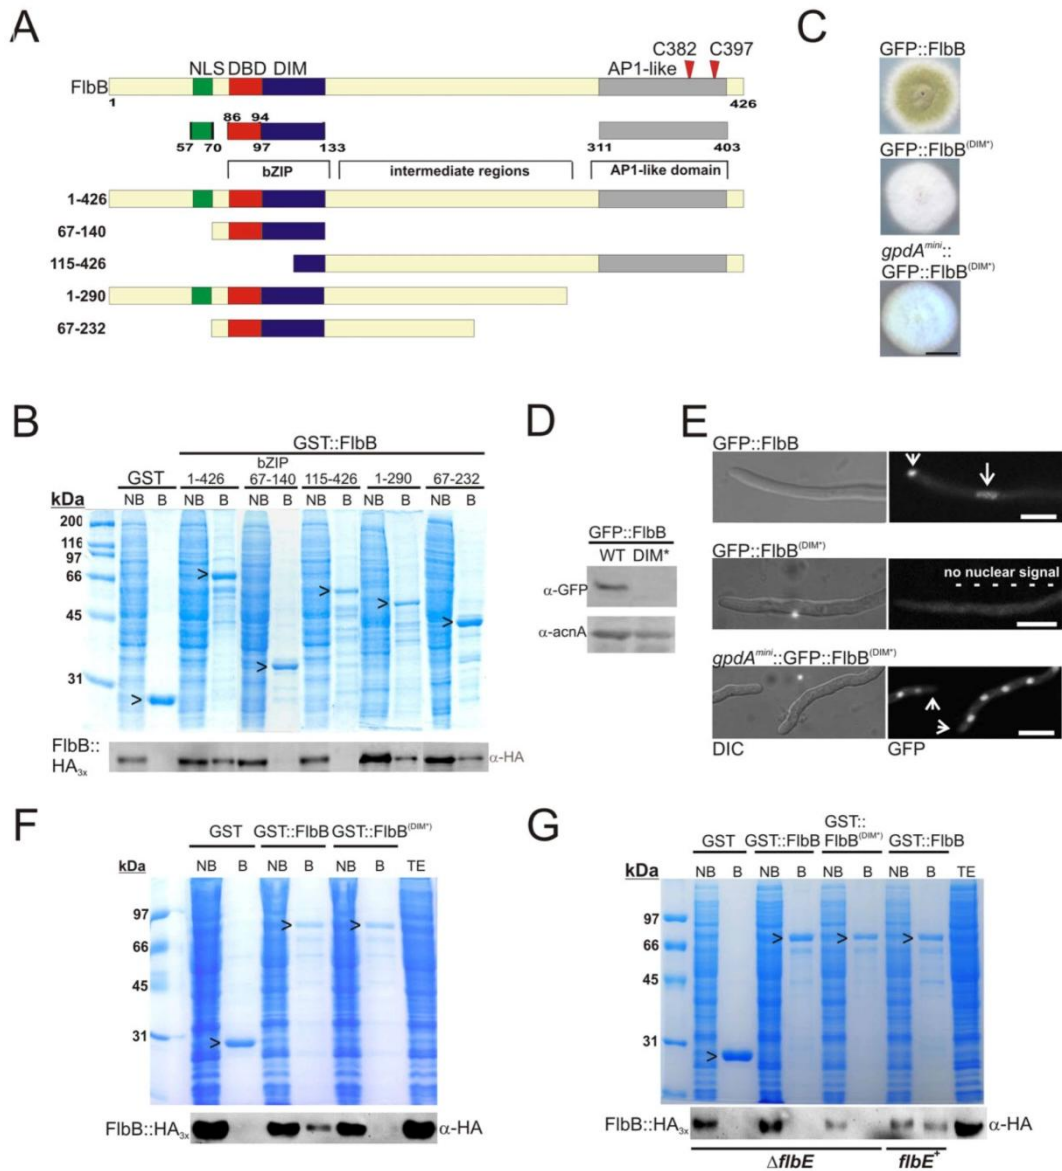 A
C382 C397
NLS DBD DIM AP1-like
FlbB
1 426
86 94
57 70 97 133 311 403
bZIP intermediate regions AP1-like domain
1-426
67-140
115-426
1-290
67-232
C
GFP::FlbB
GFP::FlbB(DIM*)
gpdAmini::
GFP::FlbB(DIM*)
B
GST::FlbB
bZIP
GST 1-426 67-140 115-426 1-290 67-232
kDa NB B NB B NB B NB B NB B NB B
200
116
97
66
45
31
>
>
>
>
>
>
FlbB::
HA3x
α-HA
D
GFP::FlbB
WT DIM*
α-GFP
α-acnA
E
GFP::FlbB
GFP::FlbB(DIM*)
no nuclear signal
gpdAmini::GFP::FlbB(DIM*)
DIC GFP
F
GST GST::FlbB GST::FlbB(DIM*)
kDa NB B NB B NB B TE
97
66
45
31
>
>
>
FlbB::HA3x α-HA
G
GST::
GST GST::FlbB FlbB(DIM*) GST::FlbB
kDa NB B NB B NB B NB B TE
97
66
45
31
>
>
>
>
FlbB::HA3x α-HA
ΔflbE flbE+